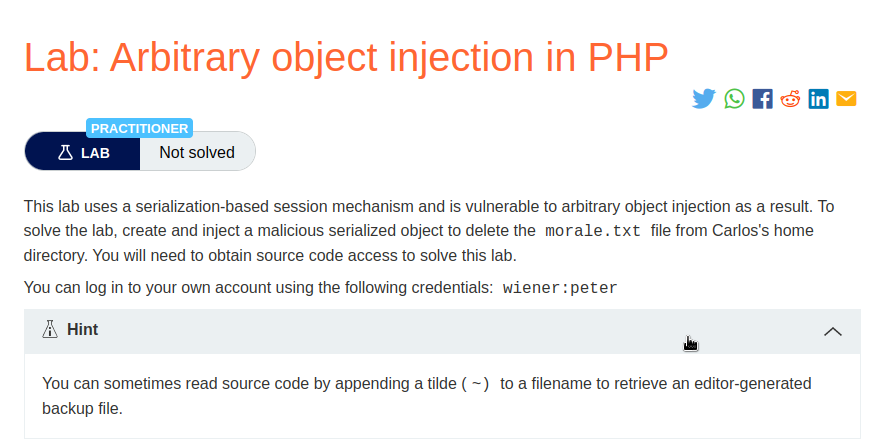 Lab: Arbitrary object injection in PHP
PRACTITIONER
LAB Not solved
This lab uses a serialization-based session mechanism and is vulnerable to arbitrary object injection as a result. To
solve the lab, create and inject a malicious serialized object to delete the morale.txt file from Carlos's home
directory. You will need to obtain source code access to solve this lab.
You can log in to your own account using the following credentials: wiener:peter
Hint
You can sometimes read source code by appending a tilde ( ~) to a filename to retrieve an editor-generated
backup file.